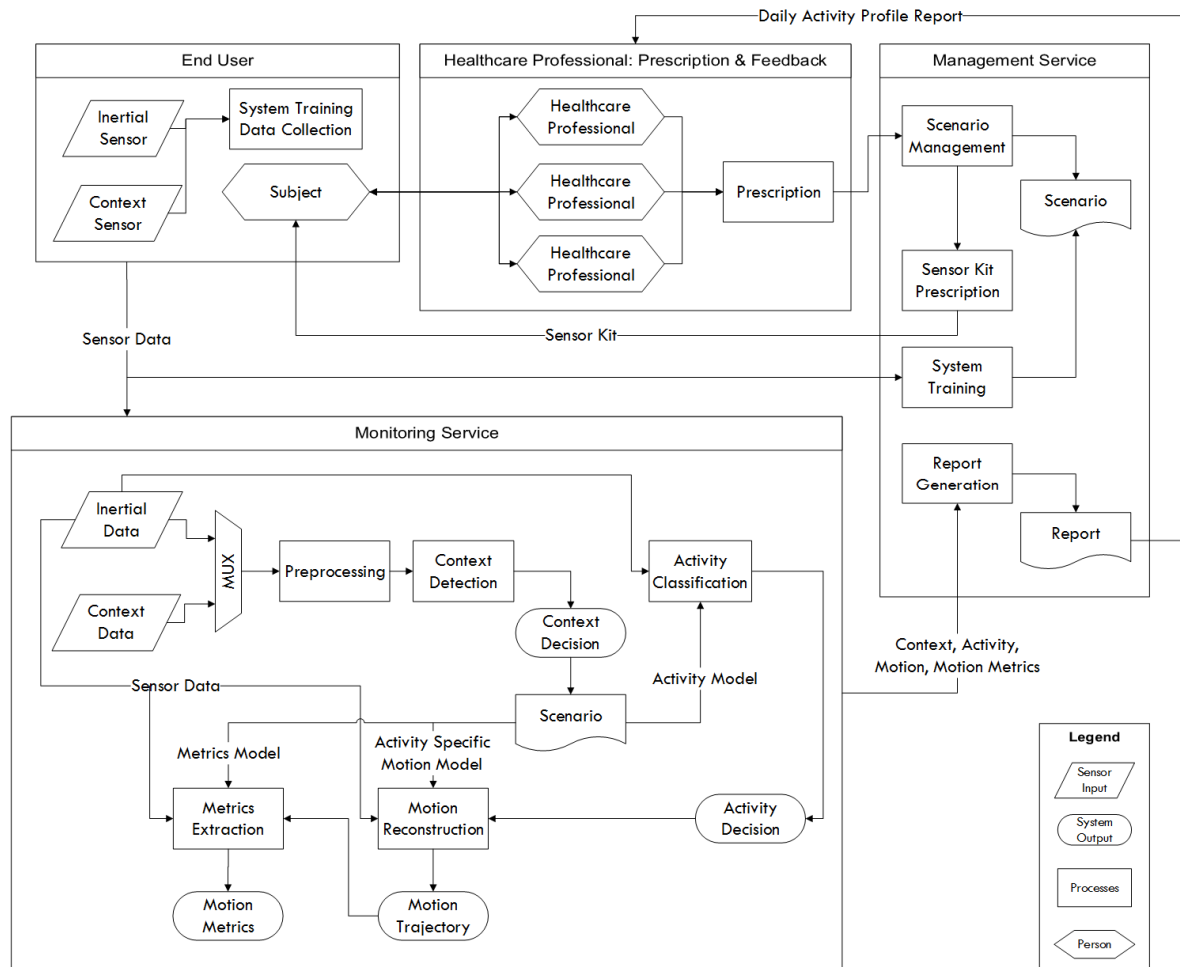 Daily Activity Profile Report
End User
Healthcare Professional: Prescription & Feedback
Management Service
Inertial
Sensor
System Training
Data Collection
Context
Sensor
Subject
Healthcare
Professional
Healthcare
Professional
Healthcare
Professional
Prescription
Scenario
Management
Scenario
Sensor Kit
Prescription
Sensor Data
Sensor Kit
System
Training
Report
Generation
Report
Monitoring Service
Inertial
Data
Context
Data
MUX
Preprocessing
Context
Detection
Activity
Classification
Context
Decision
Context, Activity,
Motion, Motion Metrics
Sensor Data
Activity Model
Scenario
Metrics Model
Activity Specific
Motion Model
Metrics
Extraction
Motion
Reconstruction
Activity
Decision
Motion
Metrics
Motion
Trajectory
Legend
Sensor
Input
System
Output
Processes
Person